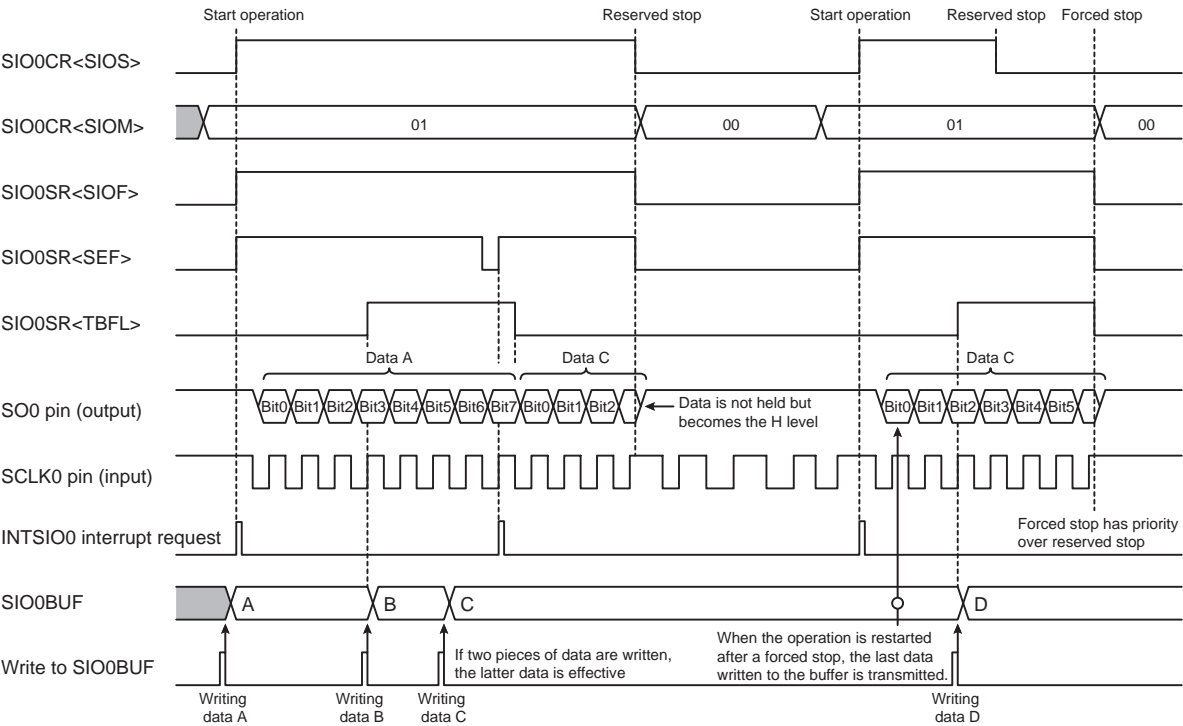 Start operation Reserved stop Start operation Reserved stop Forced stop
SIO0CR<SIOS>
SIO0CR<SIOM> 01 00 01 00
SIO0SR<SIOF>
SIO0SR<SEF>
SIO0SR<TBFL>
Data A Data C Data C
SO0 pin (output) Bit0 Bit1 Bit2 Bit3 Bit4 Bit5 Bit6 Bit7 Bit0 Bit1 Bit2 Bit0 Bit1 Bit2 Bit3 Bit4 Bit5
Data is not held but
becomes the H level
SCLK0 pin (input)
INTSIO0 interrupt request
Forced stop has priority
over reserved stop
SIO0BUF A B C D
Write to SIO0BUF
If two pieces of data are written,
the latter data is effective
When the operation is restarted
after a forced stop, the last data
written to the buffer is transmitted.
Writing
data A
Writing
data B
Writing
data C
Writing
data D